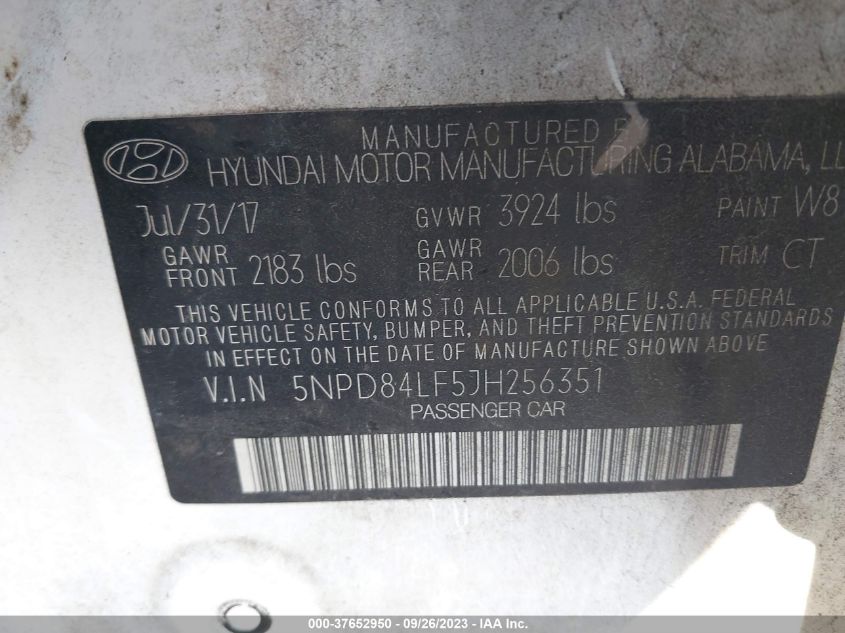 MANUFACTURED BY
HYUNDAI MOTOR MANUFACTURING ALABAMA, LL
Jul/31/17 GVWR 3924 lbs PAINT W8
GAWR FRONT 2183 lbs GAWR REAR 2006 lbs TRIM CT
THIS VEHICLE CONFORMS TO ALL APPLICABLE U.S.A. FEDERAL
MOTOR VEHICLE SAFETY, BUMPER, AND THEFT PREVENTION STANDARDS
IN EFFECT ON THE DATE OF MANUFACTURE SHOWN ABOVE
V.I.N 5NPD84LF5JH256351
PASSENGER CAR
000-37652950 - 09/26/2023 - IAA Inc.